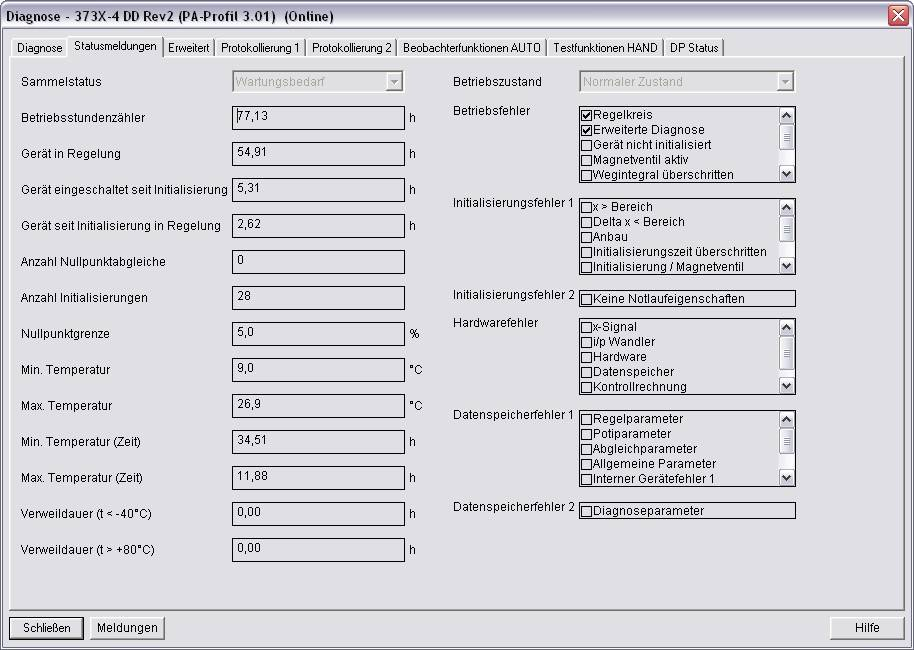 Diagnose - 373X-4 DD Rev2 (PA-Profil 3.01) (Online)
Diagnose Statusmeldungen Erweitert Protokollierung 1 Protokollierung 2 Beobachterfunktionen AUTO Testfunktionen HAND DP Status
Sammelstatus Wartungsbedarf
Betriebsstundenzähler 77,13 h
Gerät in Regelung 54,91 h
Gerät eingeschaltet seit Initialisierung 5,31 h
Gerät seit Initialisierung in Regelung 2,62 h
Anzahl Nullpunktabgleiche 0
Anzahl Initialisierungen 28
Nullpunktgrenze 5,0 %
Min. Temperatur 9,0 °C
Max. Temperatur 26,9 °C
Min. Temperatur (Zeit) 34,51 h
Max. Temperatur (Zeit) 11,88 h
Verweildauer (t < -40°C) 0,00 h
Verweildauer (t > +80°C) 0,00 h
Betriebszustand Normaler Zustand
Betriebsfehler Regelkreis
Erweiterte Diagnose
Gerät nicht initialisiert
Magnetventil aktiv
Wegintegral überschritten
Initialisierungsfehler 1 x > Bereich
Delta x < Bereich
Anbau
Initialisierungszeit überschritten
Initialisierung / Magnetventil
Initialisierungsfehler 2 Keine Notlaufeigenschaften
Hardwarefehler x-Signal
i/p Wandler
Hardware
Datenspeicher
Kontrollrechnung
Datenspeicherfehler 1 Regelparameter
Potiparameter
Abgleichparameter
Allgemeine Parameter
Interner Gerätefehler 1
Datenspeicherfehler 2 Diagnoseparameter
Schließen Meldungen Hilfe